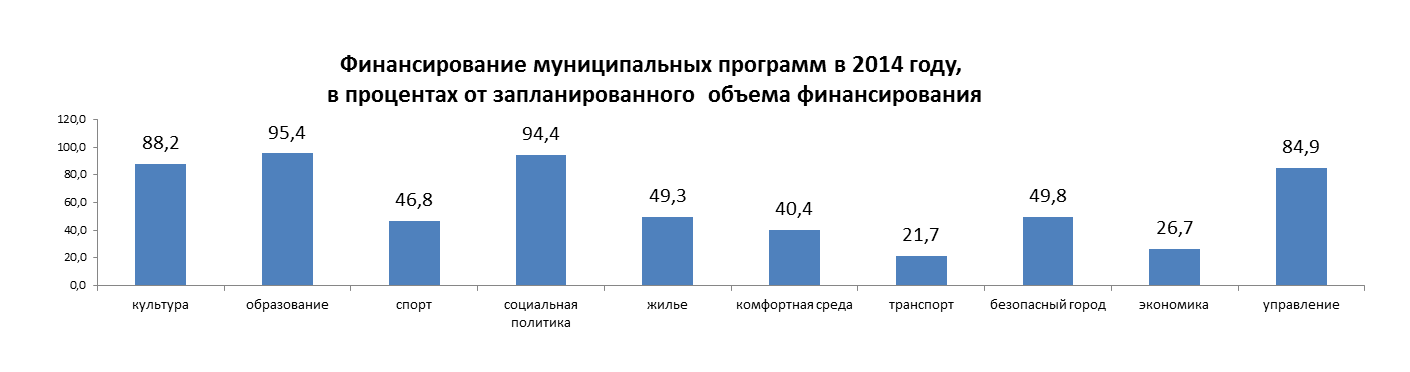 Финансирование муниципальных программ в 2014 году,
в процентах от запланированного объема финансирования
120,0
100,0
80,0
60,0
40,0
20,0
0,0
88,2
95,4
46,8
94,4
49,3
40,4
21,7
49,8
26,7
84,9
культура
образование
спорт
социальная
политика
жилье
комфортная среда
транспорт
безопасный город
экономика
управление